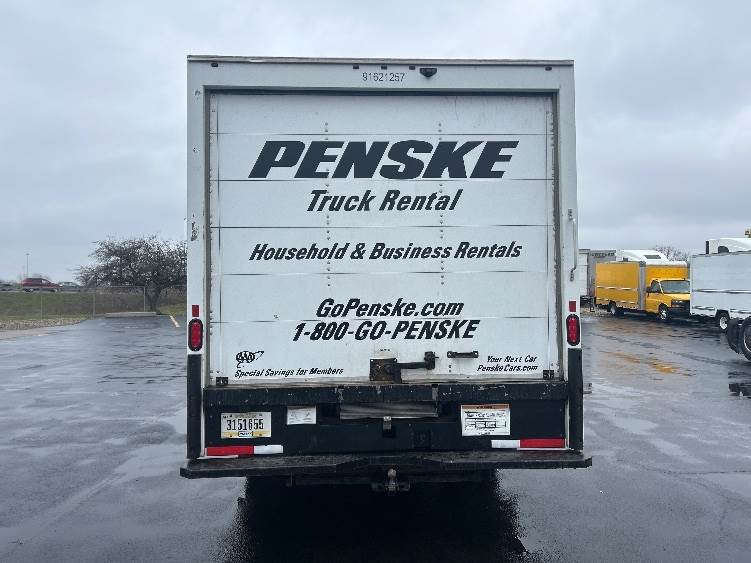 91621257
PENSKE
Truck Rental
Household & Business Rentals
GoPenske.com
1-800-GO-PENSKE
AAA
Special Savings for Members
Your Next Car
PenskeCars.com
3151655